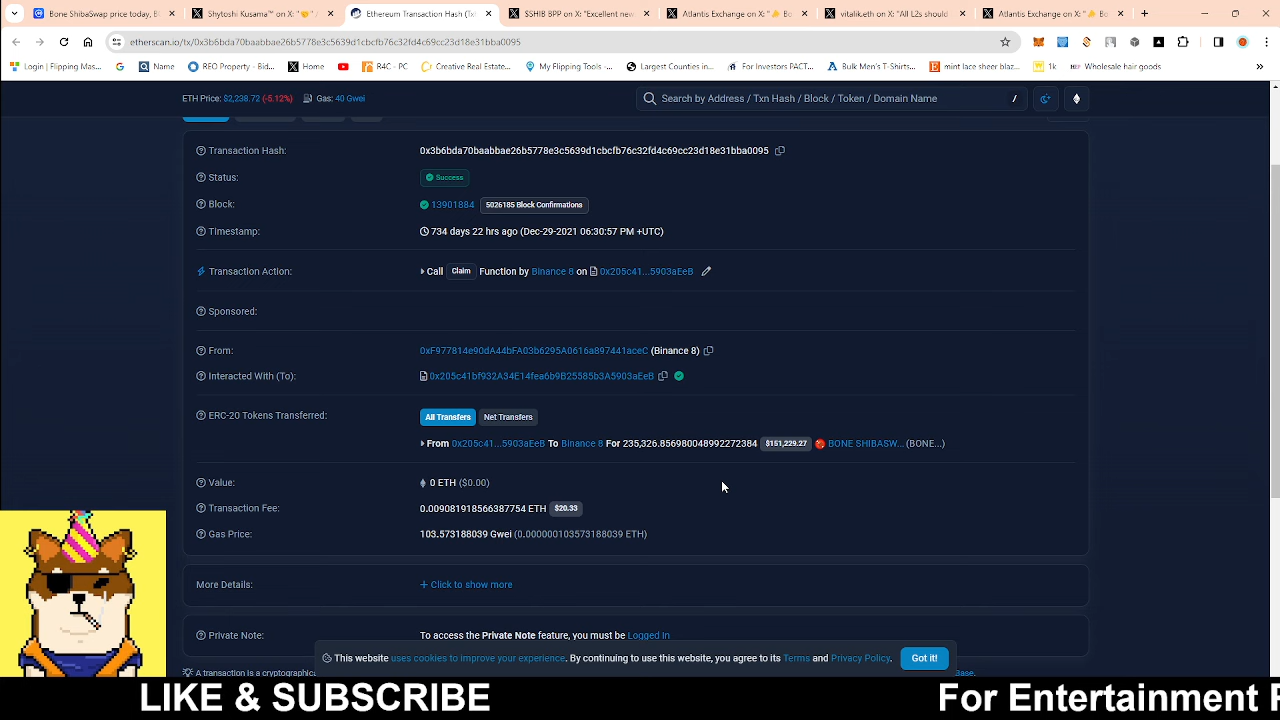 Bone ShibaSwap price today, B
Shytoshi Kusama™ on X: "
Ethereum Transaction Hash (Tx
$SHIB BPP on X: "Excellent new
Atlantis Exchange on X: " Bo
vitalik.eth on X: "All L2s should
Atlantis Exchange on X: " Bo
etherscan.io/tx/0x3b6bda70baabbae26b5778e3c5639d1cbcfb76c32fd4c69cc23d18e31bba0095
Login | Flipping Mas...
Name
REO Property - Bid...
Home
R4C - PC
Creative Real Estate...
My Flipping Tools -...
Largest Counties in...
For Investors PACT...
Bulk Men's T-Shirts...
mint lace sheer blaz...
1k
Wholesale hair goods
ETH Price: $2,238.72 (-5.12%) Gas: 40 Gwei
Search by Address / Txn Hash / Block / Token / Domain Name /
Transaction Hash: 0x3b6bda70baabbae26b5778e3c5639d1cbcfb76c32fd4c69cc23d18e31bba0095
Status: Success
Block: 13901884 5026185 Block Confirmations
Timestamp: 734 days 22 hrs ago (Dec-29-2021 06:30:57 PM +UTC)
Transaction Action: Call Claim Function by Binance 8 on 0x205c41...5903aEeB
Sponsored:
From: 0xF977814e90dA44bFA03b6295A0616a897441aceC (Binance 8)
Interacted With (To): 0x205c41bf932A34E14fea6b9B25585b3A5903aEeB
ERC-20 Tokens Transferred: All Transfers Net Transfers
From 0x205c41...5903aEeB To Binance 8 For 235,326.856980048992272384 $151,229.27 BONE SHIBASW... (BONE...)
Value: 0 ETH ($0.00)
Transaction Fee: 0.009081918566387754 ETH $20.33
Gas Price: 103.573188039 Gwei (0.000000103573188039 ETH)
More Details: + Click to show more
Private Note: To access the Private Note feature, you must be Logged In
This website uses cookies to improve your experience. By continuing to use this website, you agree to its Terms and Privacy Policy. Got it!
A transaction is a cryptographica
Base.
LIKE & SUBSCRIBE
For Entertainment P